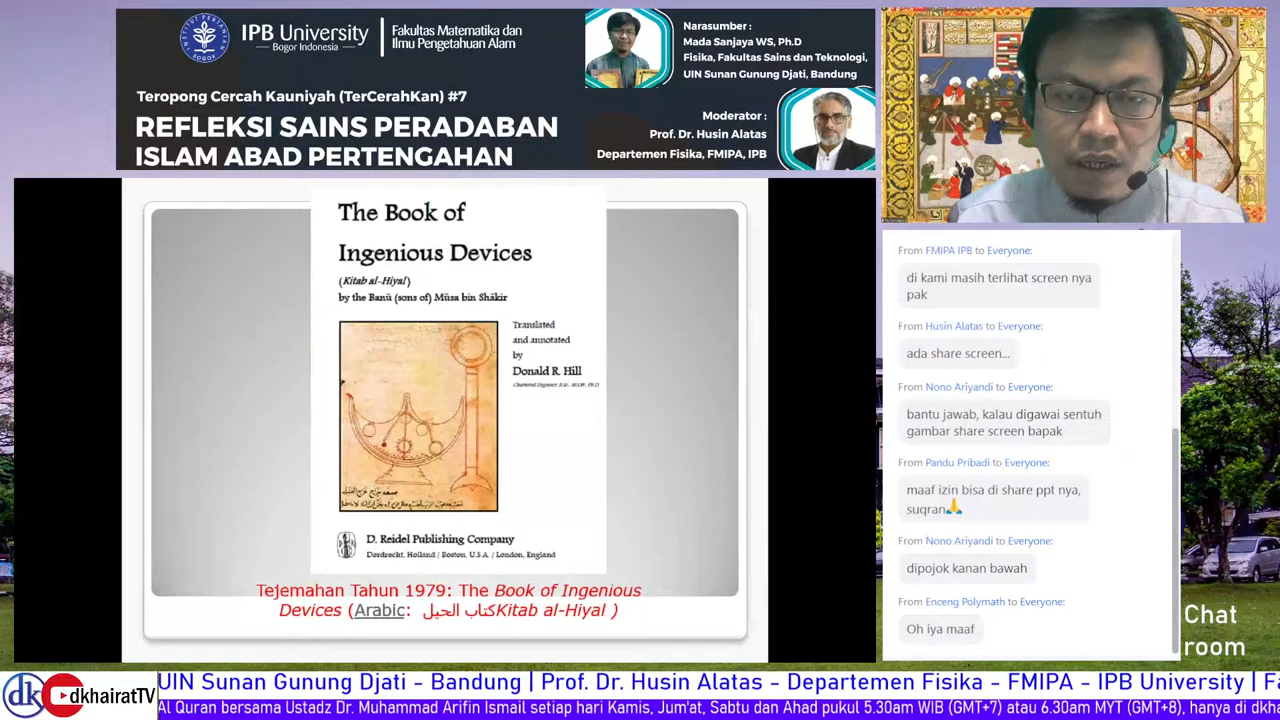 IPB University
Bogor Indonesia
Fakultas Matematika dan
Ilmu Pengetahuan Alam
Teropong Cercah Kauniyah (TerCerahKan) #7
REFLEKSI SAINS PERADABAN
ISLAM ABAD PERTENGAHAN
Narasumber :
Mada Sanjaya WS, Ph.D
Fisika, Fakultas Sains dan Teknologi,
UIN Sunan Gunung Djati, Bandung
Moderator :
Prof. Dr. Husin Alatas
Departemen Fisika, FMIPA, IPB
The Book of
Ingenious Devices
(Kitab al-Hiyal)
by the Banū (sons of) Mūsa bin Shākir
Translated
and annotated
by
Donald R. Hill
D. Reidel Publishing Company
Dordrecht, Holland / Boston, U.S.A. / London, England
Tejemahan Tahun 1979: The Book of Ingenious
Devices (Arabic: كتاب الحيل Kitab al-Hiyal )
From FMIPA IPB to Everyone:
di kami masih terlihat screen nya
pak
From Husin Alatas to Everyone:
ada share screen...
From Nono Ariyandi to Everyone:
bantu jawab, kalau digawai sentuh
gambar share screen bapak
From Pandu Pribadi to Everyone:
maaf izin bisa di share ppt nya,
suqran🙏
From Nono Ariyandi to Everyone:
dipojok kanan bawah
From Enceng Polymath to Everyone:
Oh iya maaf
Chat
room
dk
dkhairatTV
UIN Sunan Gunung Djati - Bandung | Prof. Dr. Husin Alatas - Departemen Fisika - FMIPA - IPB University | Fa
Al Quran bersama Ustadz Dr. Muhammad Arifin Ismail setiap hari Kamis, Jum'at, Sabtu dan Ahad pukul 5.30am WIB (GMT+7) atau 6.30am MYT (GMT+8), hanya di dkha